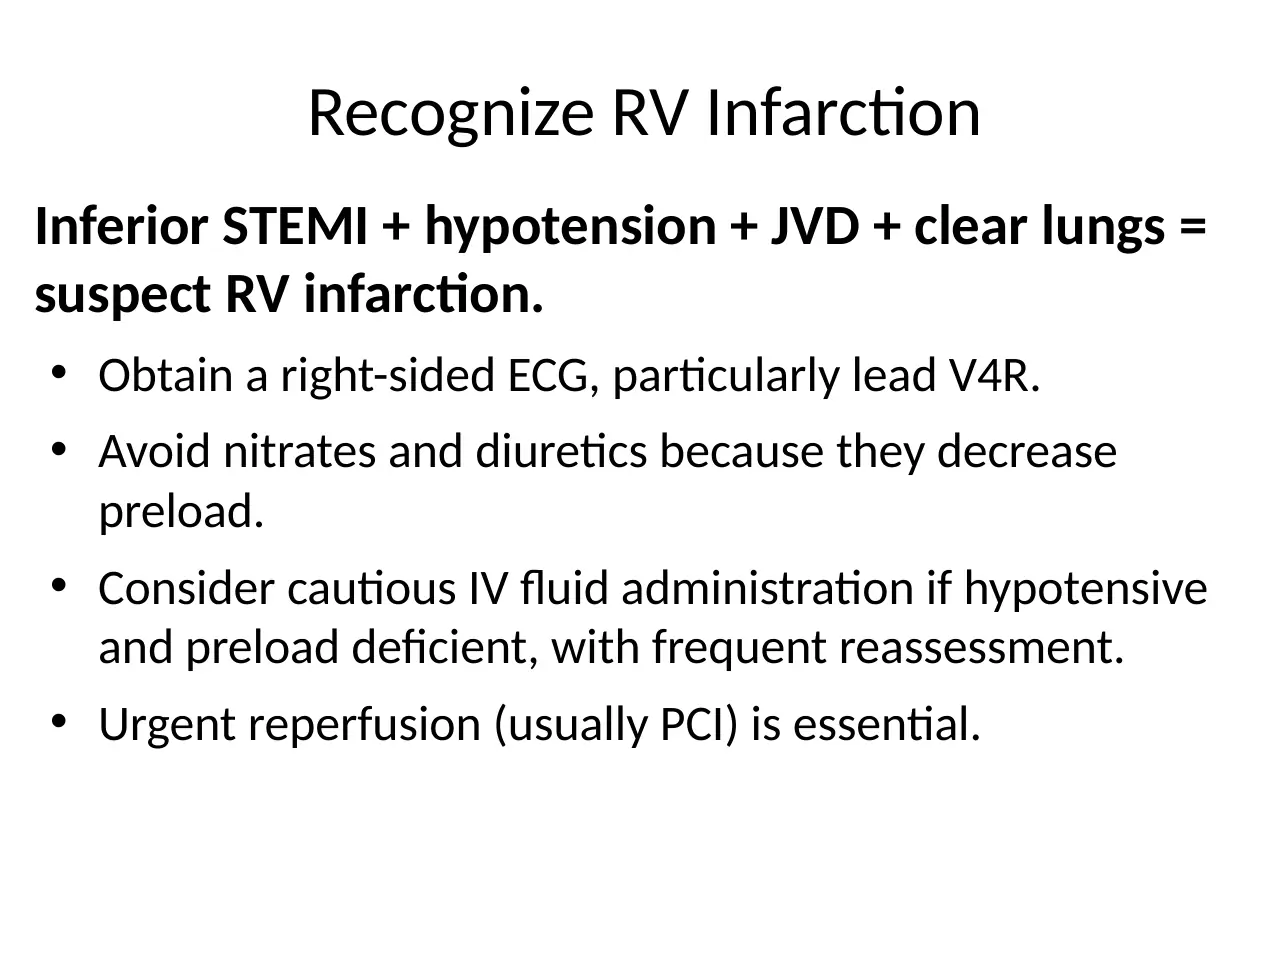 Recognize RV Infarction
Inferior STEMI + hypotension + JVD + clear lungs =
suspect RV infarction.
• Obtain a right-sided ECG, particularly lead V4R.
• Avoid nitrates and diuretics because they decrease
preload.
• Consider cautious IV fluid administration if hypotensive
and preload deficient, with frequent reassessment.
• Urgent reperfusion (usually PCI) is essential.